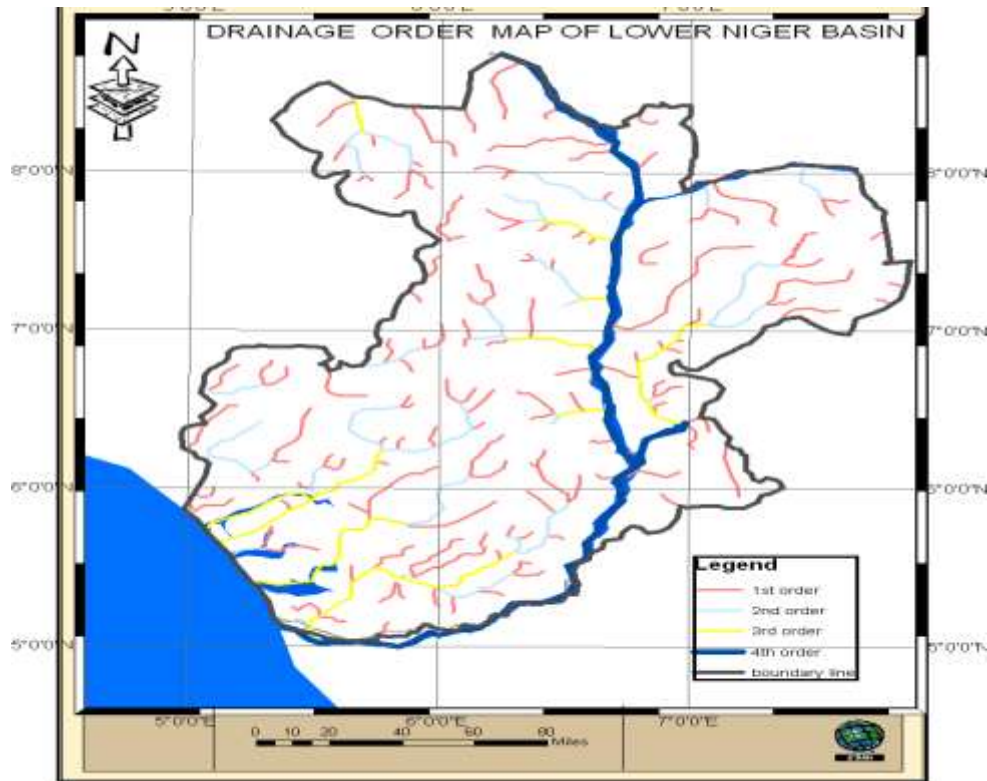 DRAINAGE ORDER MAP OF LOWER NIGER BASIN
N
8°0'0"N
8°0'0"N
7°0'0"N
7°0'0"N
6°0'0"N
6°0'0"N
5°0'0"N
5°0'0"N
Legend
1st order
2nd order
3rd order
4th order
boundary line
5°0'0"E 6°0'0"E 7°0'0"E
0 5 10 20 40 60 80
Miles